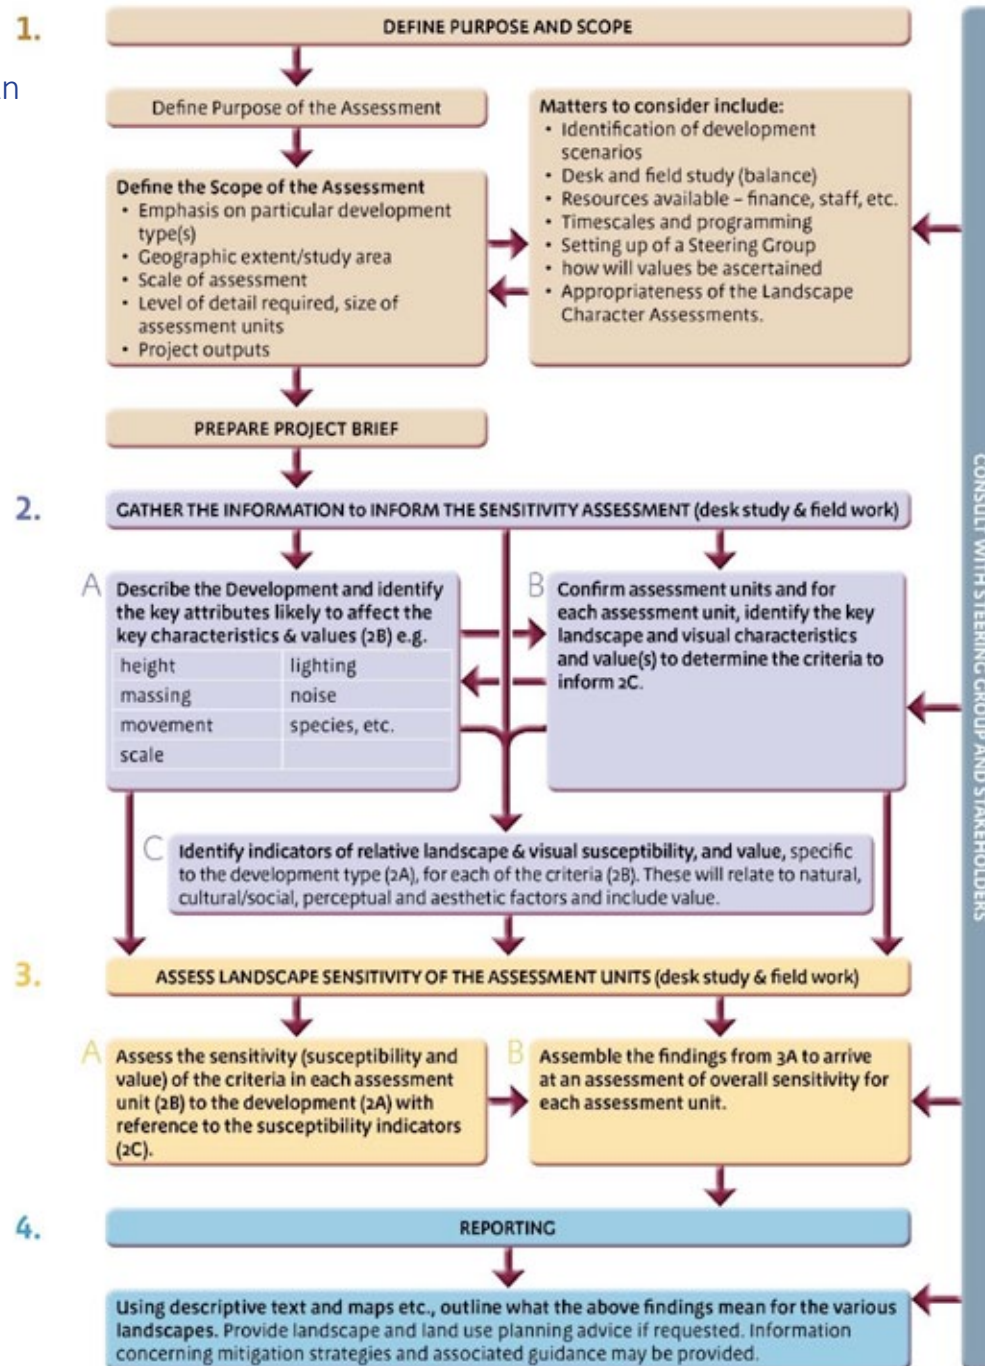 1.
DEFINE PURPOSE AND SCOPE
Define Purpose of the Assessment
Define the Scope of the Assessment
• Emphasis on particular development
type(s)
• Geographic extent/study area
• Scale of assessment
• Level of detail required, size of
assessment units
• Project outputs
Matters to consider include:
• Identification of development
scenarios
• Desk and field study (balance)
• Resources available – finance, staff, etc.
• Timescales and programming
• Setting up of a Steering Group
• how will values be ascertained
• Appropriateness of the Landscape
Character Assessments.
PREPARE PROJECT BRIEF
2.
GATHER THE INFORMATION to INFORM THE SENSITIVITY ASSESSMENT (desk study & field work)
A
Describe the Development and identify
the key attributes likely to affect the
key characteristics & values (2B) e.g.
height lighting
massing noise
movement species, etc.
scale
B
Confirm assessment units and for
each assessment unit, identify the key
landscape and visual characteristics
and value(s) to determine the criteria to
inform 2C.
C
Identify indicators of relative landscape & visual susceptibility, and value, specific
to the development type (2A), for each of the criteria (2B). These will relate to natural,
cultural/social, perceptual and aesthetic factors and include value.
3.
ASSESS LANDSCAPE SENSITIVITY OF THE ASSESSMENT UNITS (desk study & field work)
A
Assess the sensitivity (susceptibility and
value) of the criteria in each assessment
unit (2B) to the development (2A) with
reference to the susceptibility indicators
(2C).
B
Assemble the findings from 3A to arrive
at an assessment of overall sensitivity for
each assessment unit.
4.
REPORTING
Using descriptive text and maps etc., outline what the above findings mean for the various
landscapes. Provide landscape and land use planning advice if requested. Information
concerning mitigation strategies and associated guidance may be provided.
CONSULT WITH STEERING GROUP AND STAKEHOLDERS